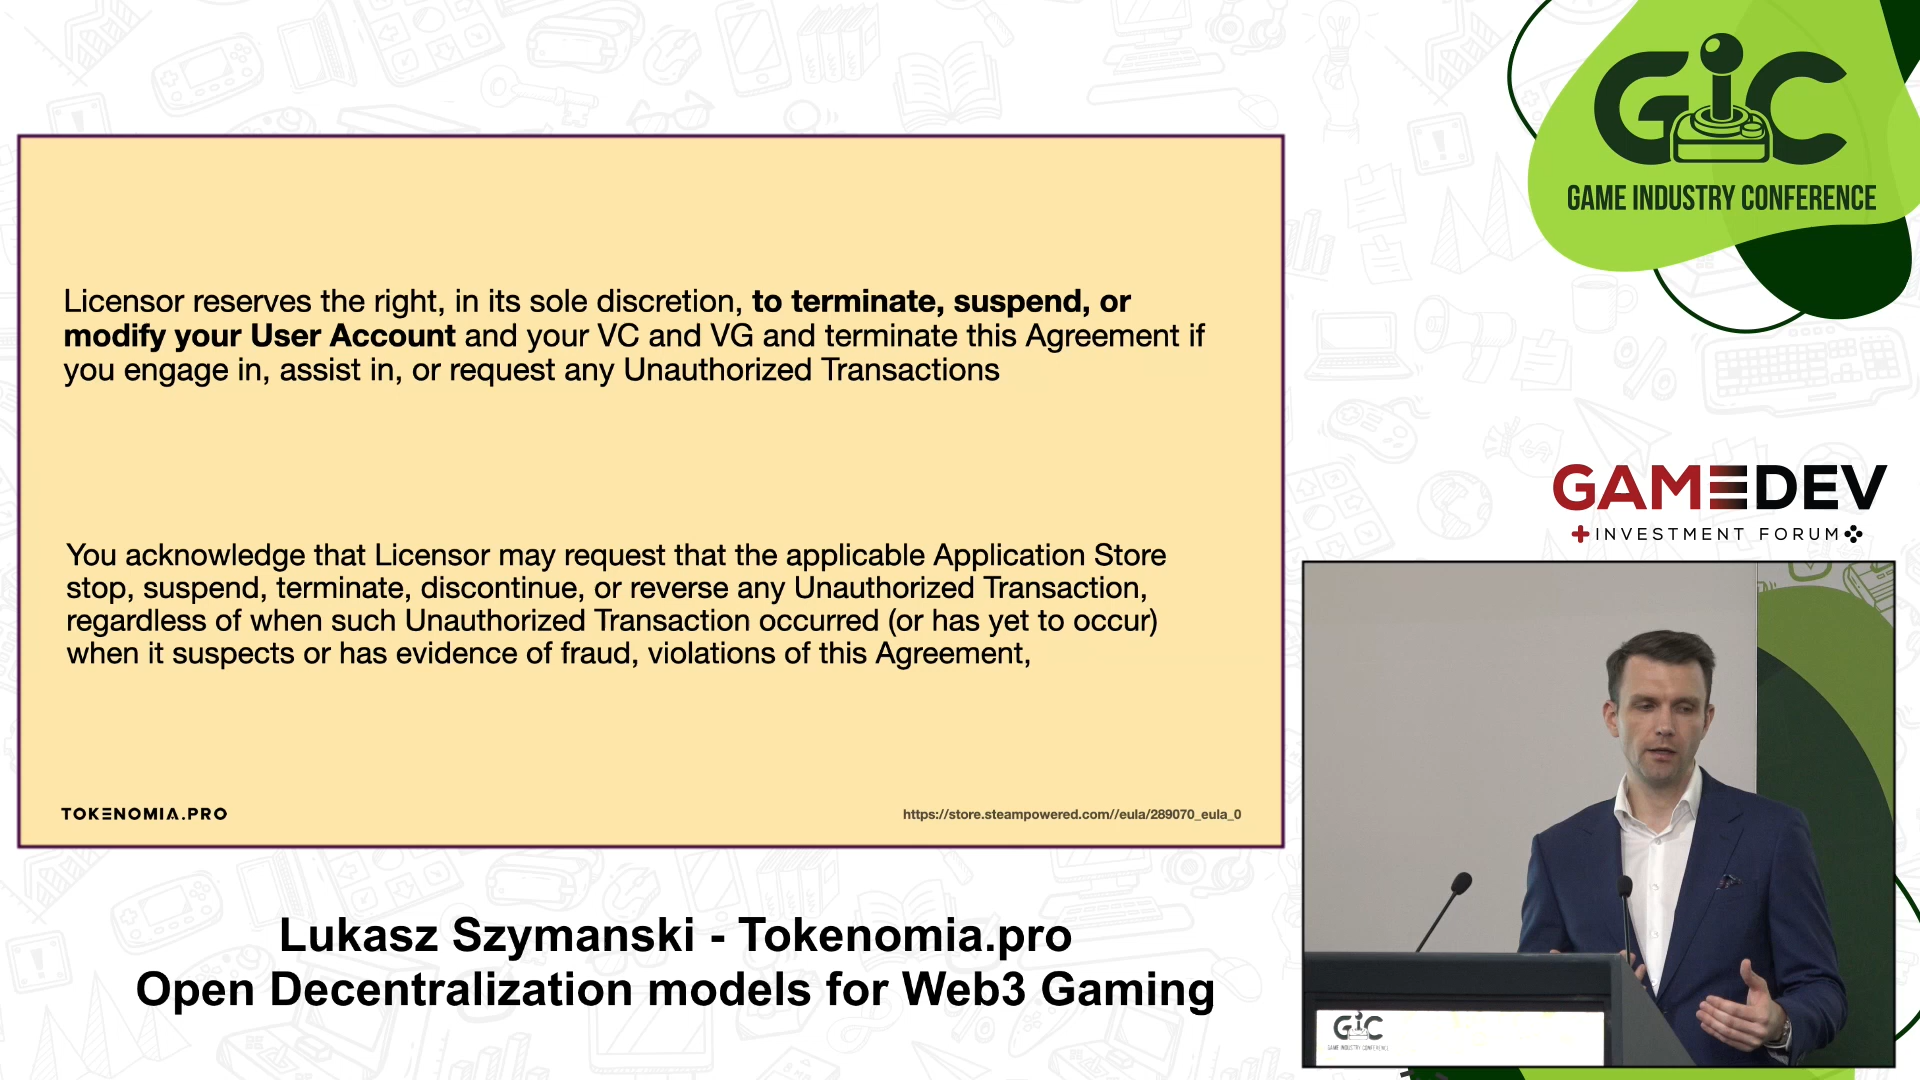 GiC
GAME INDUSTRY CONFERENCE
Licensor reserves the right, in its sole discretion, to terminate, suspend, or
modify your User Account and your VC and VG and terminate this Agreement if
you engage in, assist in, or request any Unauthorized Transactions
You acknowledge that Licensor may request that the applicable Application Store
stop, suspend, terminate, discontinue, or reverse any Unauthorized Transaction,
regardless of when such Unauthorized Transaction occurred (or has yet to occur)
when it suspects or has evidence of fraud, violations of this Agreement,
TOKENOMIA.PRO
https://store.steampowered.com//eula/289070_eula_0
GAMEDEV
INVESTMENT FORUM
Lukasz Szymanski - Tokenomia.pro
Open Decentralization models for Web3 Gaming
GiC
GAME INDUSTRY CONFERENCE